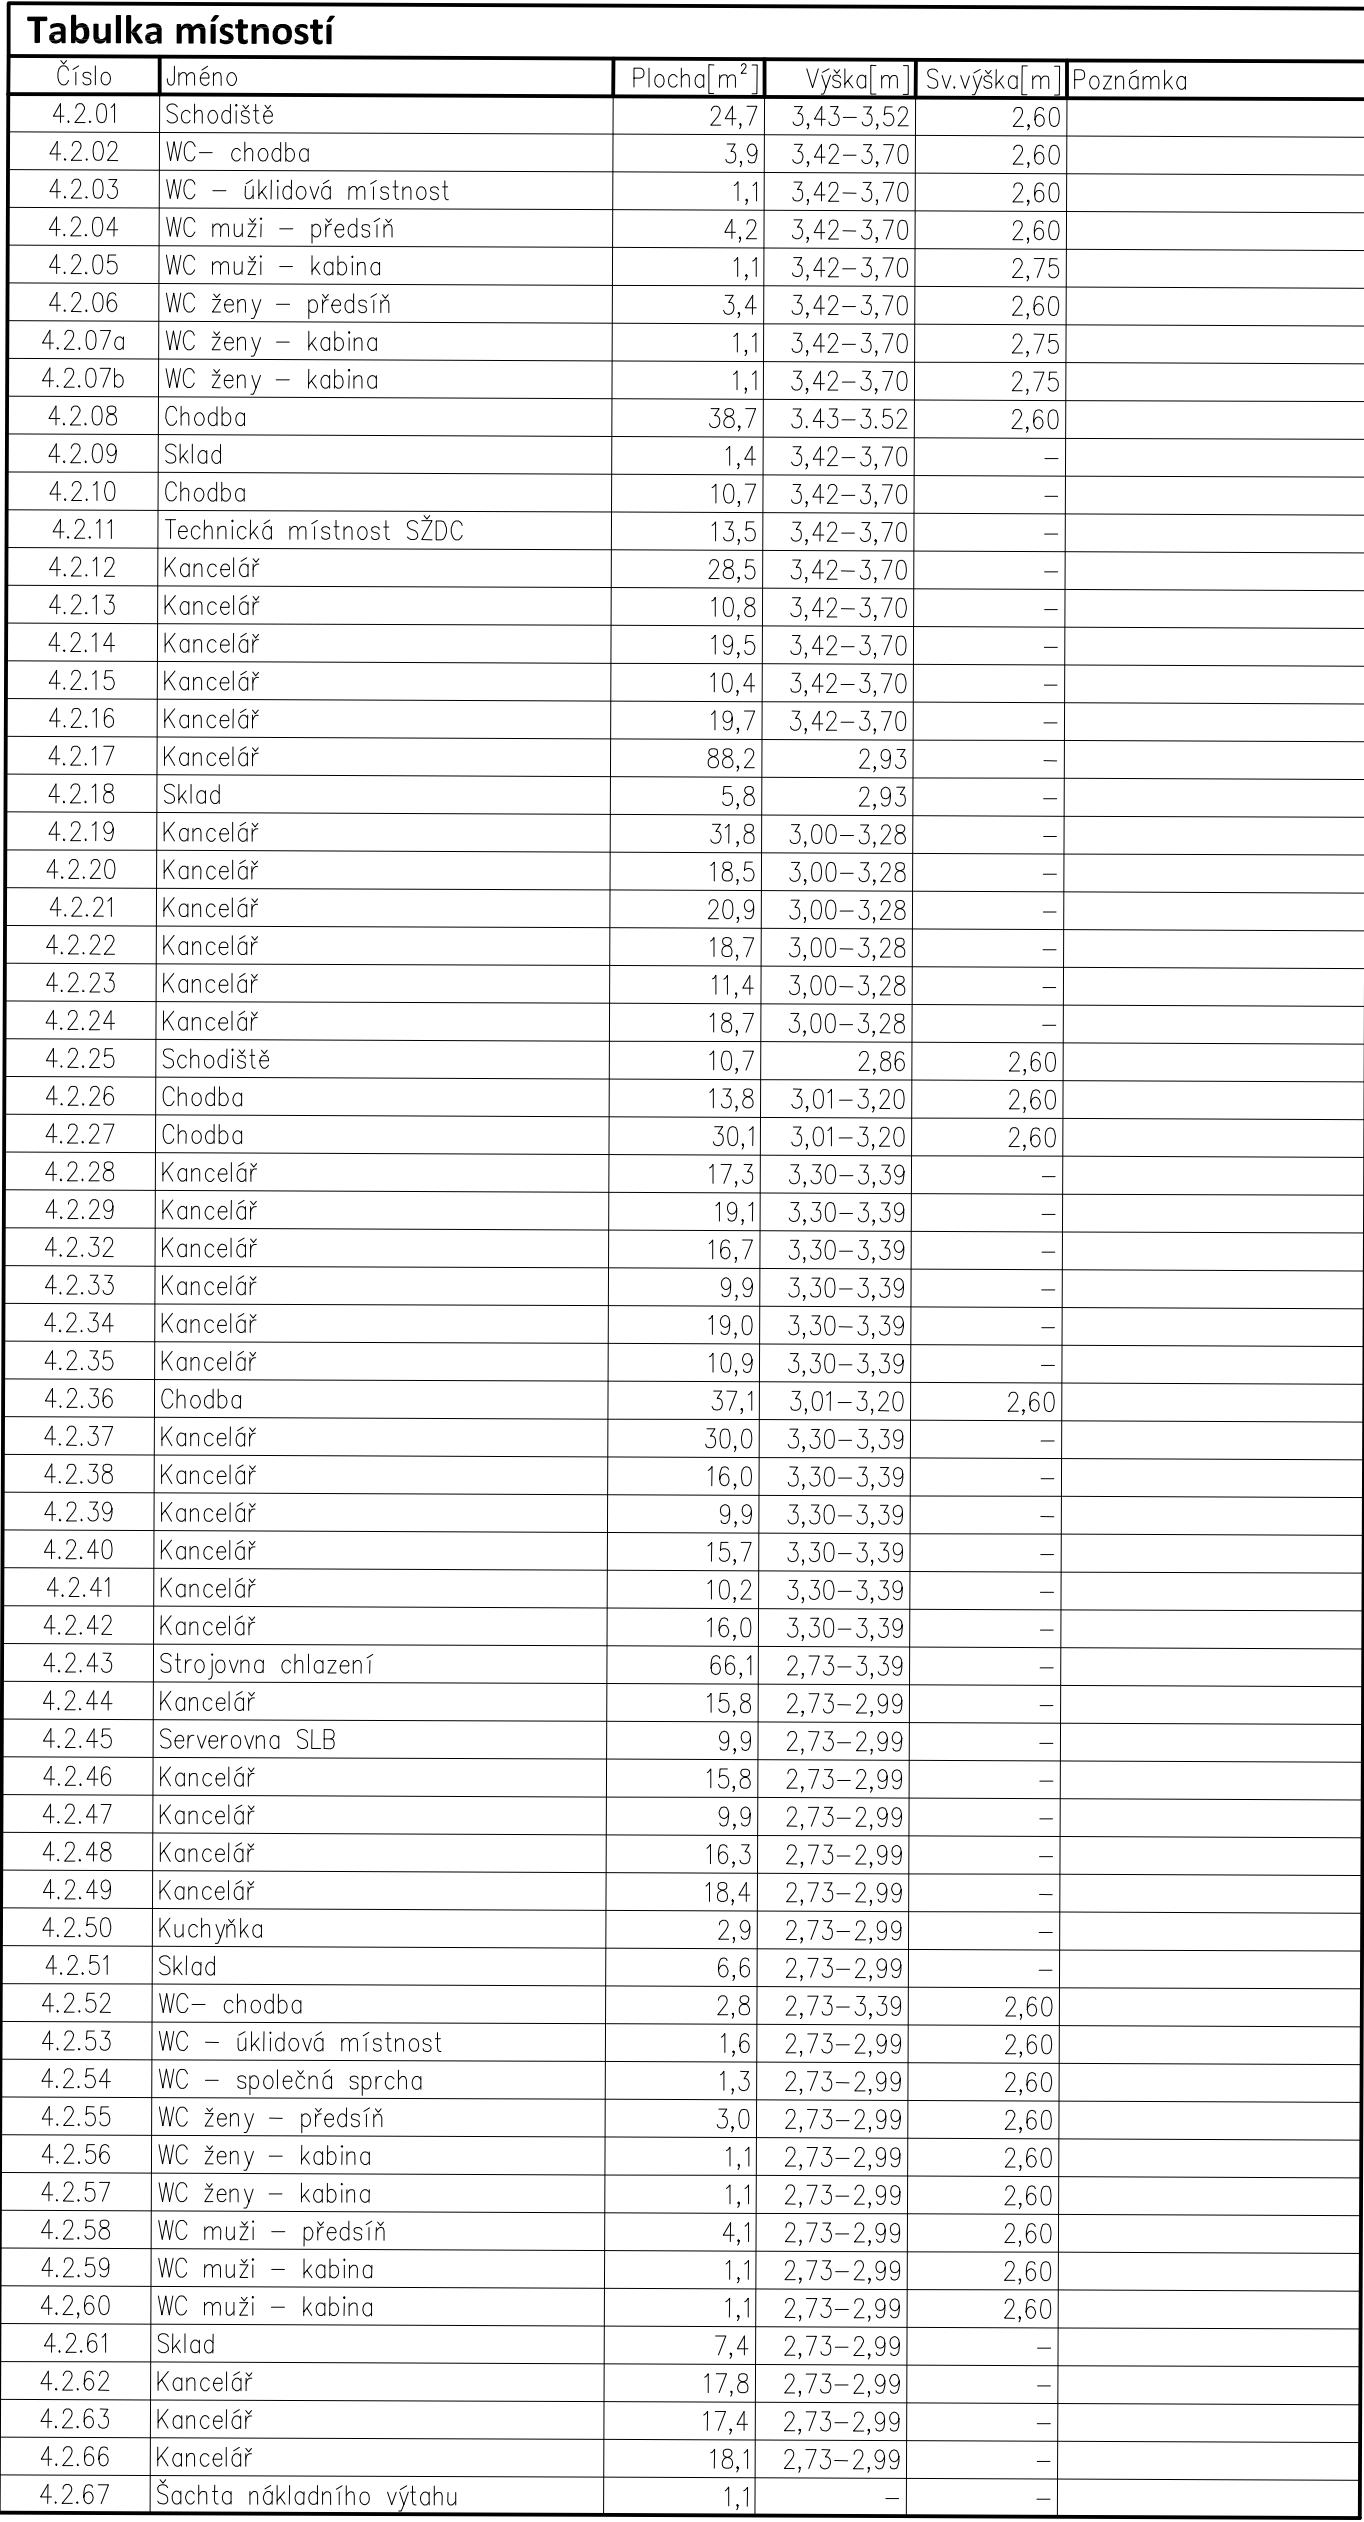 Tabulka místností
Číslo Jméno Plocha[m²] Výška[m] Sv.výška[m] Poznámka
4.2.01 Schodiště 24,7 3,43–3,52 2,60
4.2.02 WC– chodba 3,9 3,42–3,70 2,60
4.2.03 WC – úklidová místnost 1,1 3,42–3,70 2,60
4.2.04 WC muži – předsíň 4,2 3,42–3,70 2,60
4.2.05 WC muži – kabina 1,1 3,42–3,70 2,75
4.2.06 WC ženy – předsíň 3,4 3,42–3,70 2,60
4.2.07a WC ženy – kabina 1,1 3,42–3,70 2,75
4.2.07b WC ženy – kabina 1,1 3,42–3,70 2,75
4.2.08 Chodba 38,7 3.43–3.52 2,60
4.2.09 Sklad 1,4 3,42–3,70 –
4.2.10 Chodba 10,7 3,42–3,70 –
4.2.11 Technická místnost SŽDC 13,5 3,42–3,70 –
4.2.12 Kancelář 28,5 3,42–3,70 –
4.2.13 Kancelář 10,8 3,42–3,70 –
4.2.14 Kancelář 19,5 3,42–3,70 –
4.2.15 Kancelář 10,4 3,42–3,70 –
4.2.16 Kancelář 19,7 3,42–3,70 –
4.2.17 Kancelář 88,2 2,93 –
4.2.18 Sklad 5,8 2,93 –
4.2.19 Kancelář 31,8 3,00–3,28 –
4.2.20 Kancelář 18,5 3,00–3,28 –
4.2.21 Kancelář 20,9 3,00–3,28 –
4.2.22 Kancelář 18,7 3,00–3,28 –
4.2.23 Kancelář 11,4 3,00–3,28 –
4.2.24 Kancelář 18,7 3,00–3,28 –
4.2.25 Schodiště 10,7 2,86 2,60
4.2.26 Chodba 13,8 3,01–3,20 2,60
4.2.27 Chodba 30,1 3,01–3,20 2,60
4.2.28 Kancelář 17,3 3,30–3,39 –
4.2.29 Kancelář 19,1 3,30–3,39 –
4.2.32 Kancelář 16,7 3,30–3,39 –
4.2.33 Kancelář 9,9 3,30–3,39 –
4.2.34 Kancelář 19,0 3,30–3,39 –
4.2.35 Kancelář 10,9 3,30–3,39 –
4.2.36 Chodba 37,1 3,01–3,20 2,60
4.2.37 Kancelář 30,0 3,30–3,39 –
4.2.38 Kancelář 16,0 3,30–3,39 –
4.2.39 Kancelář 9,9 3,30–3,39 –
4.2.40 Kancelář 15,7 3,30–3,39 –
4.2.41 Kancelář 10,2 3,30–3,39 –
4.2.42 Kancelář 16,0 3,30–3,39 –
4.2.43 Strojovna chlazení 66,1 2,73–3,39 –
4.2.44 Kancelář 15,8 2,73–2,99 –
4.2.45 Serverovna SLB 9,9 2,73–2,99 –
4.2.46 Kancelář 15,8 2,73–2,99 –
4.2.47 Kancelář 9,9 2,73–2,99 –
4.2.48 Kancelář 16,3 2,73–2,99 –
4.2.49 Kancelář 18,4 2,73–2,99 –
4.2.50 Kuchyňka 2,9 2,73–2,99 –
4.2.51 Sklad 6,6 2,73–2,99 –
4.2.52 WC– chodba 2,8 2,73–3,39 2,60
4.2.53 WC – úklidová místnost 1,6 2,73–2,99 2,60
4.2.54 WC – společná sprcha 1,3 2,73–2,99 2,60
4.2.55 WC ženy – předsíň 3,0 2,73–2,99 2,60
4.2.56 WC ženy – kabina 1,1 2,73–2,99 2,60
4.2.57 WC ženy – kabina 1,1 2,73–2,99 2,60
4.2.58 WC muži – předsíň 4,1 2,73–2,99 2,60
4.2.59 WC muži – kabina 1,1 2,73–2,99 2,60
4.2,60 WC muži – kabina 1,1 2,73–2,99 2,60
4.2.61 Sklad 7,4 2,73–2,99 –
4.2.62 Kancelář 17,8 2,73–2,99 –
4.2.63 Kancelář 17,4 2,73–2,99 –
4.2.66 Kancelář 18,1 2,73–2,99 –
4.2.67 Šachta nákladního výtahu 1,1 – –